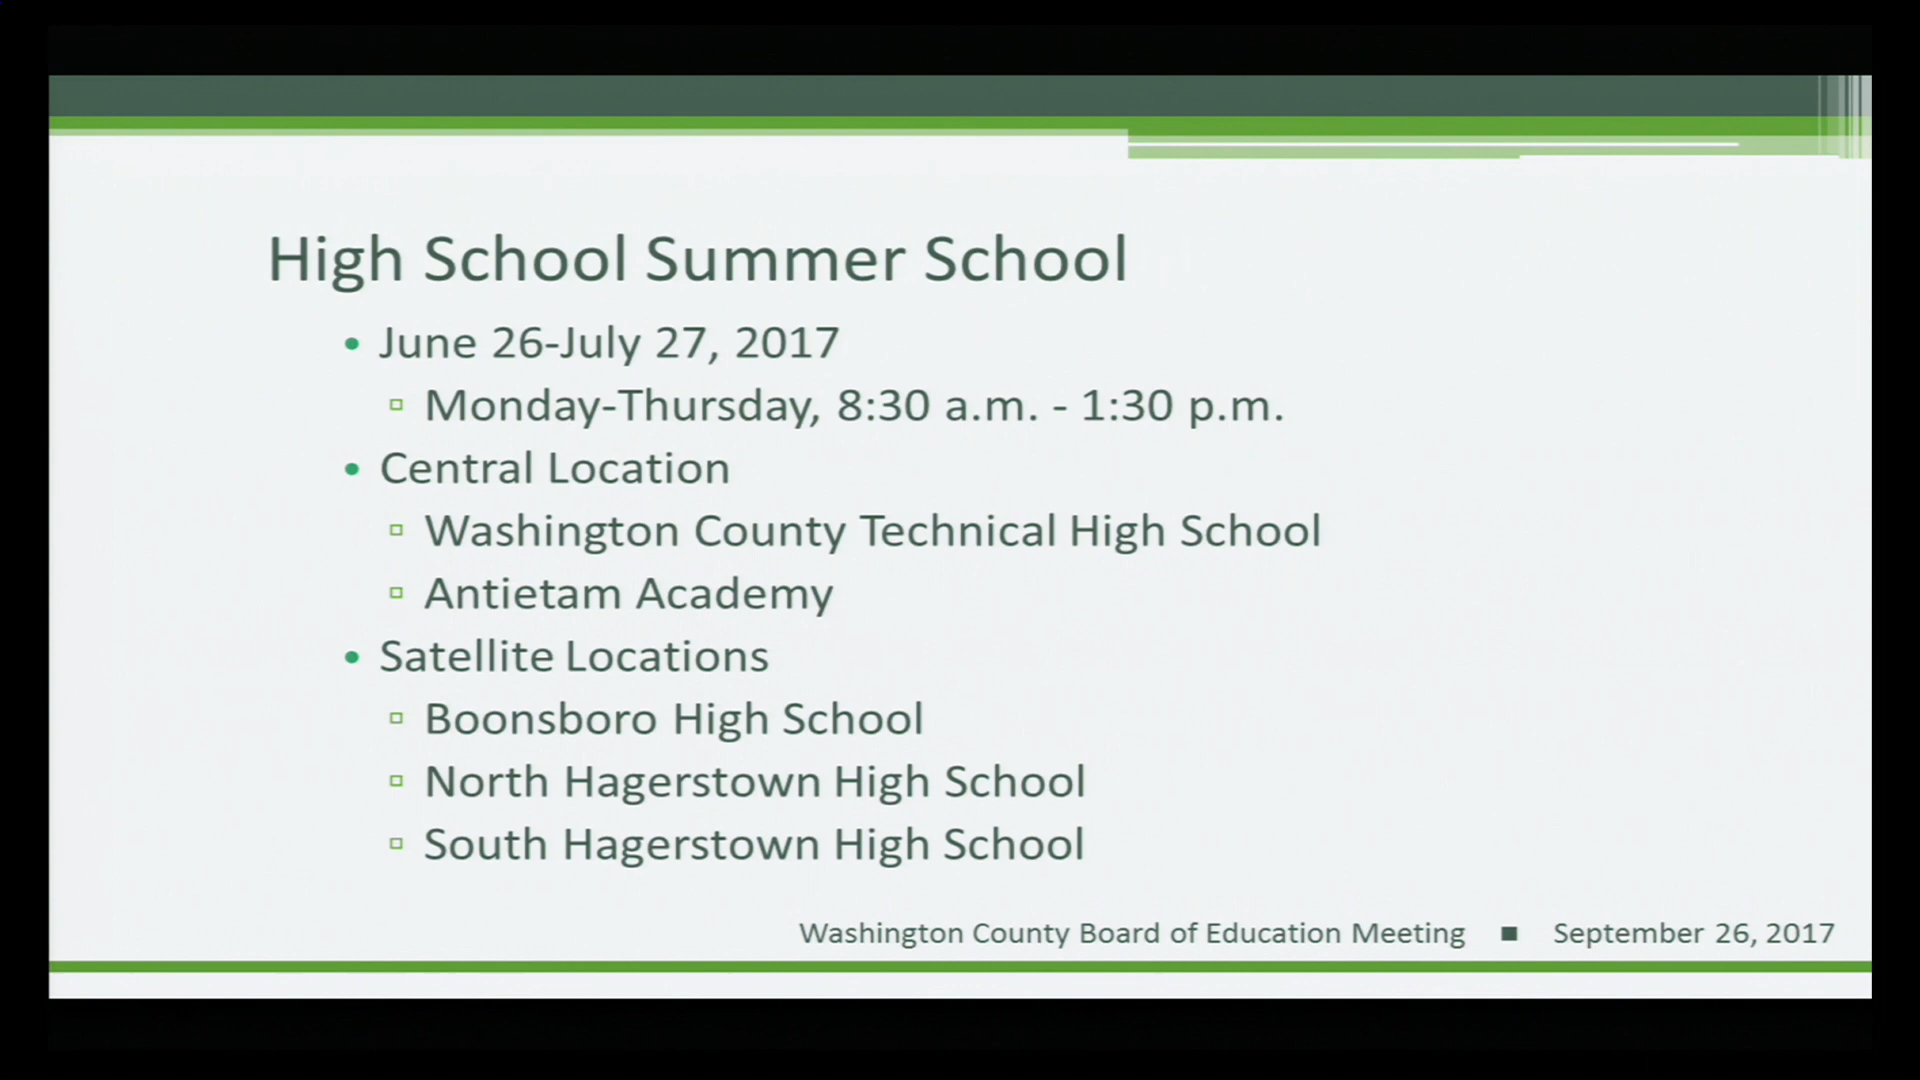 High School Summer School
• June 26-July 27, 2017
▫ Monday-Thursday, 8:30 a.m. - 1:30 p.m.
• Central Location
▫ Washington County Technical High School
▫ Antietam Academy
• Satellite Locations
▫ Boonsboro High School
▫ North Hagerstown High School
▫ South Hagerstown High School
Washington County Board of Education Meeting ■ September 26, 2017